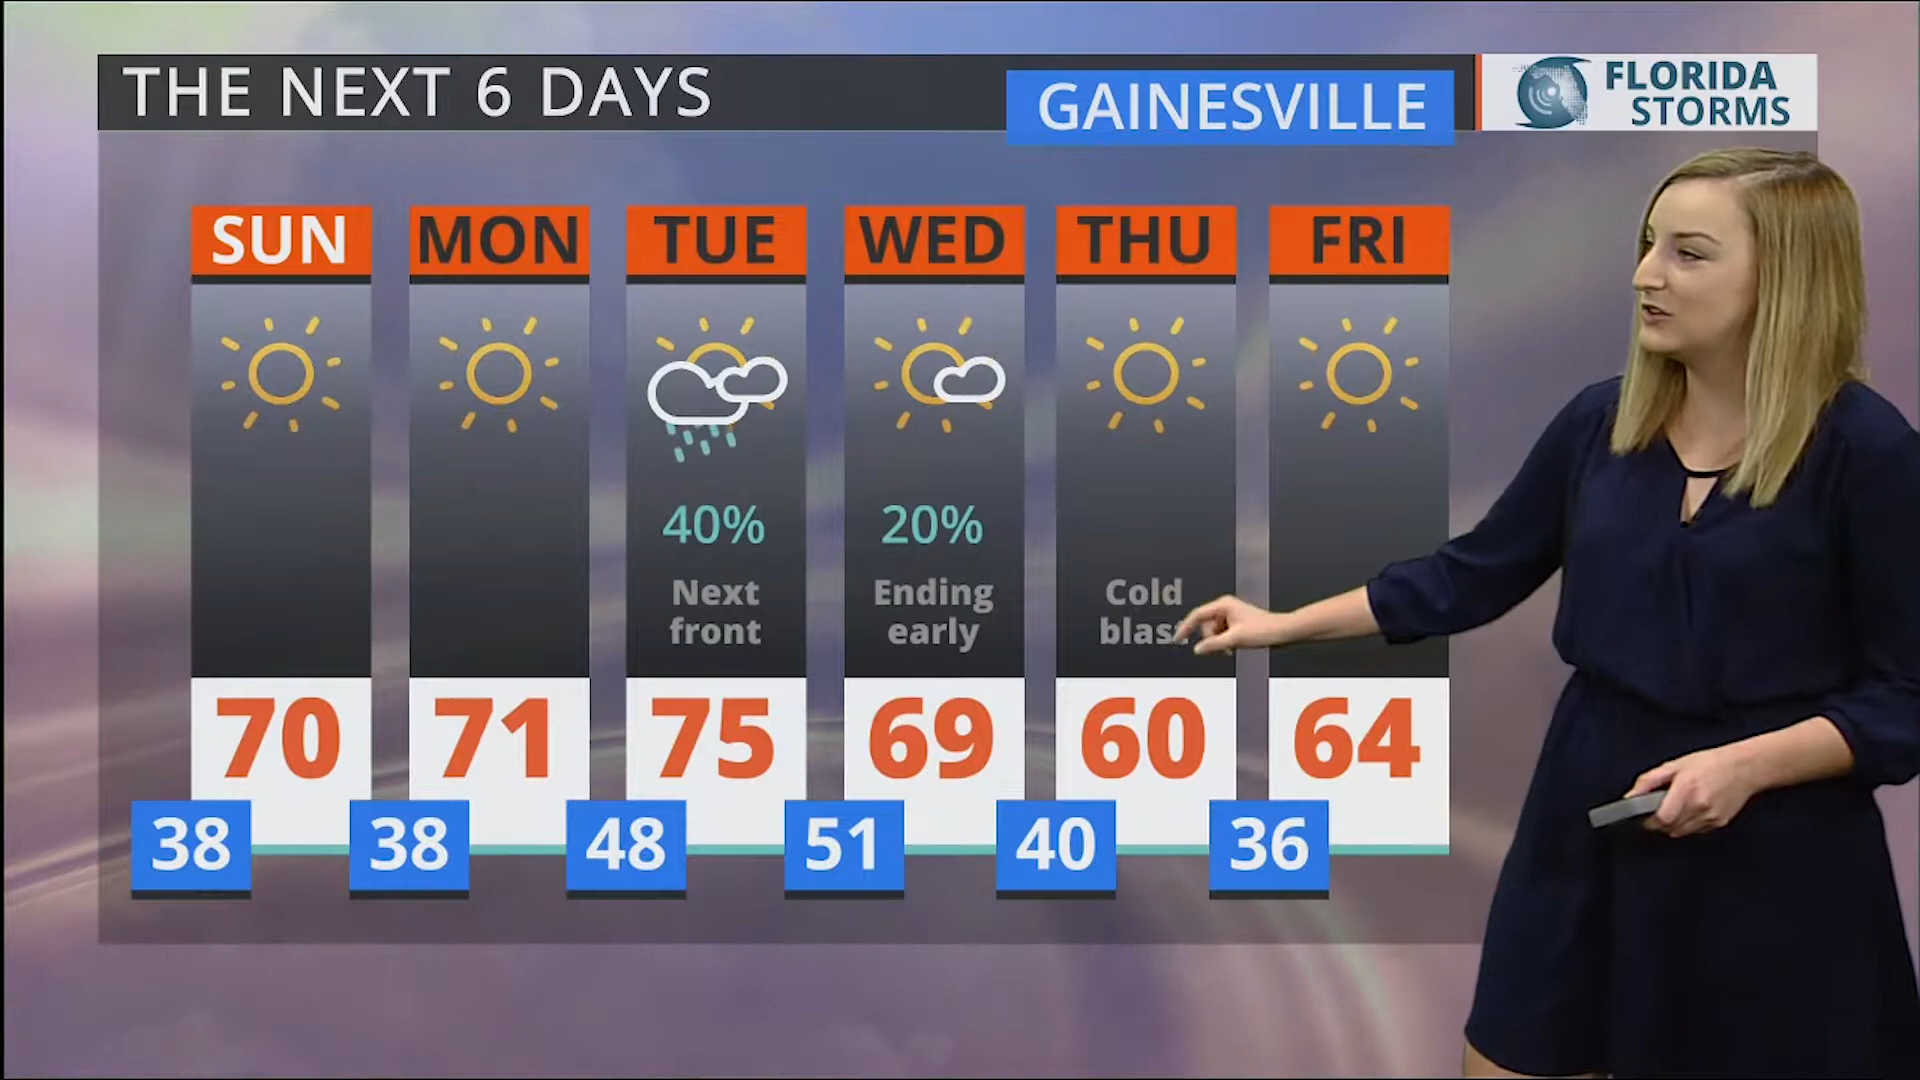 THE NEXT 6 DAYS
GAINESVILLE
FLORIDA
STORMS
SUN
MON
TUE
WED
THU
FRI
40%
20%
Next
front
Ending
early
Cold
blast
70
71
75
69
60
64
38
38
48
51
40
36